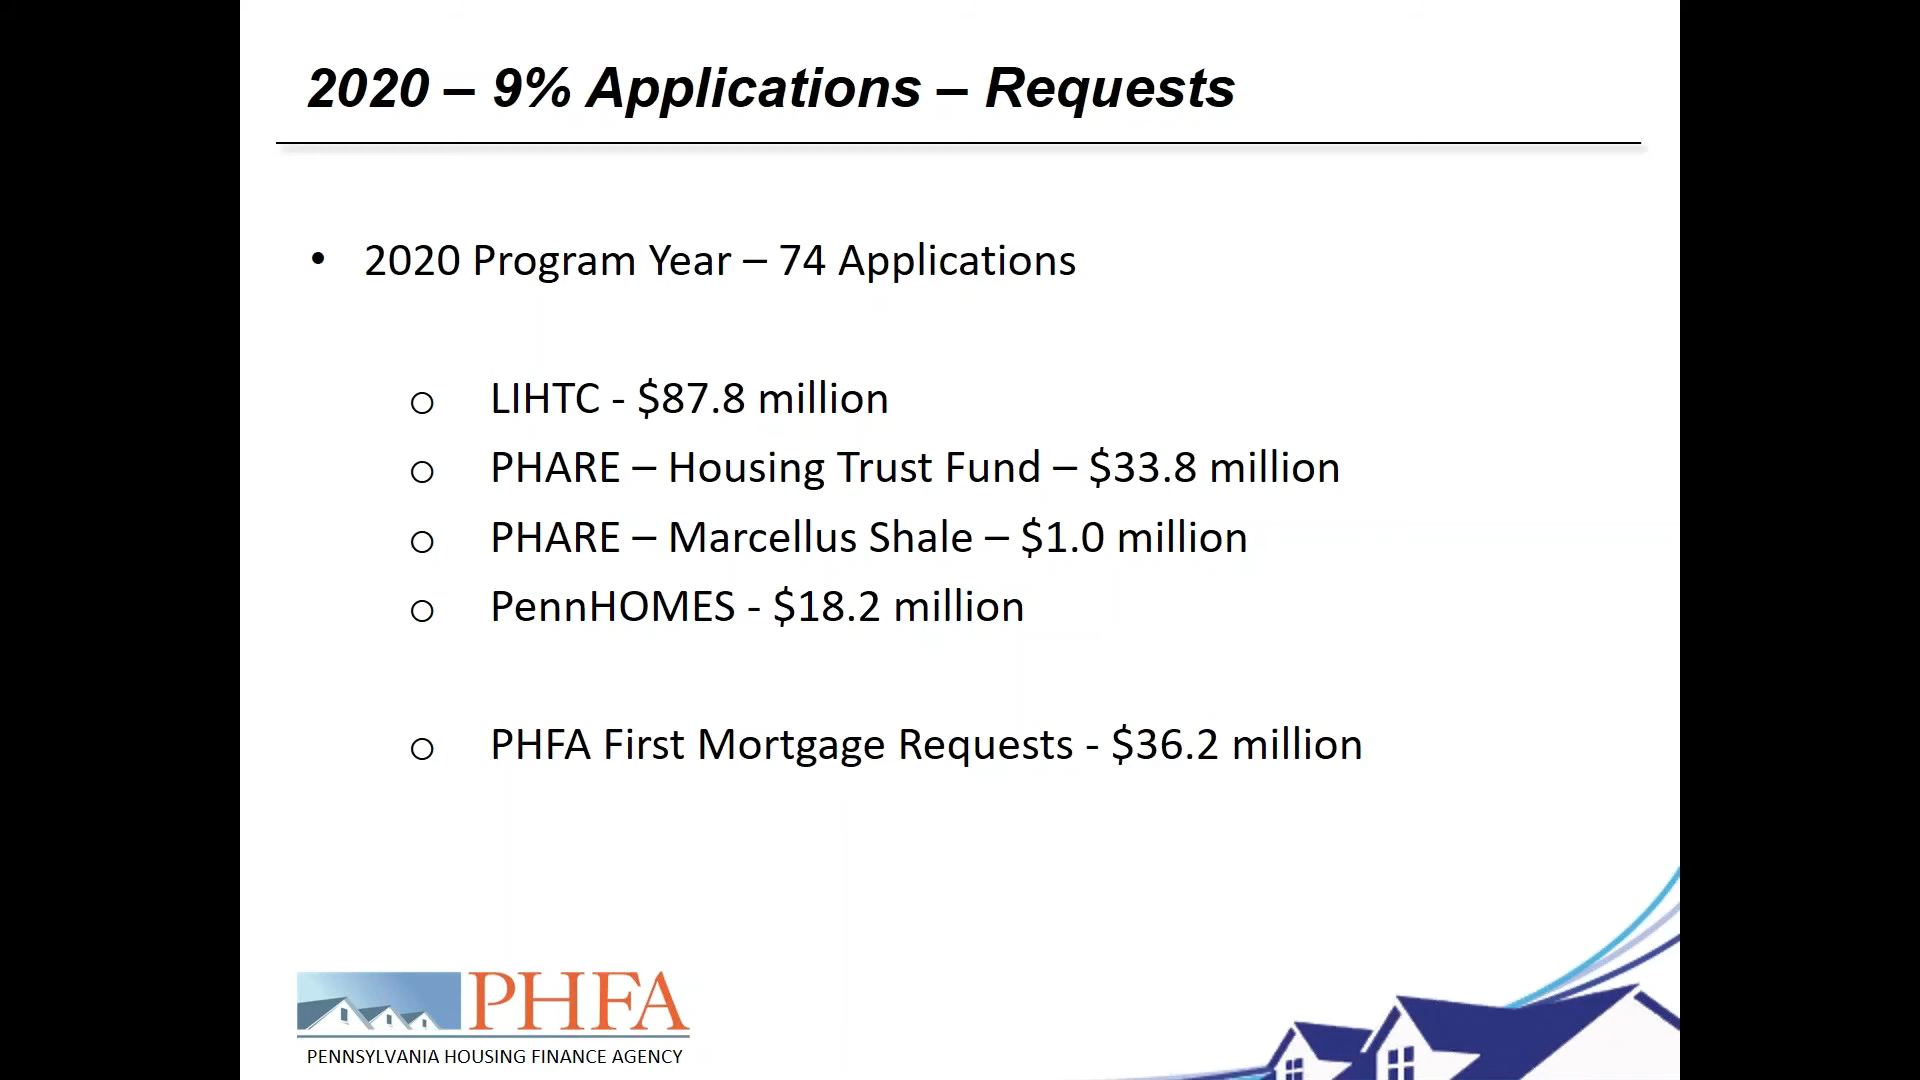 2020 – 9% Applications – Requests
• 2020 Program Year – 74 Applications
o LIHTC - $87.8 million
o PHARE – Housing Trust Fund – $33.8 million
o PHARE – Marcellus Shale – $1.0 million
o PennHOMES - $18.2 million
o PHFA First Mortgage Requests - $36.2 million
PHFA
PENNSYLVANIA HOUSING FINANCE AGENCY